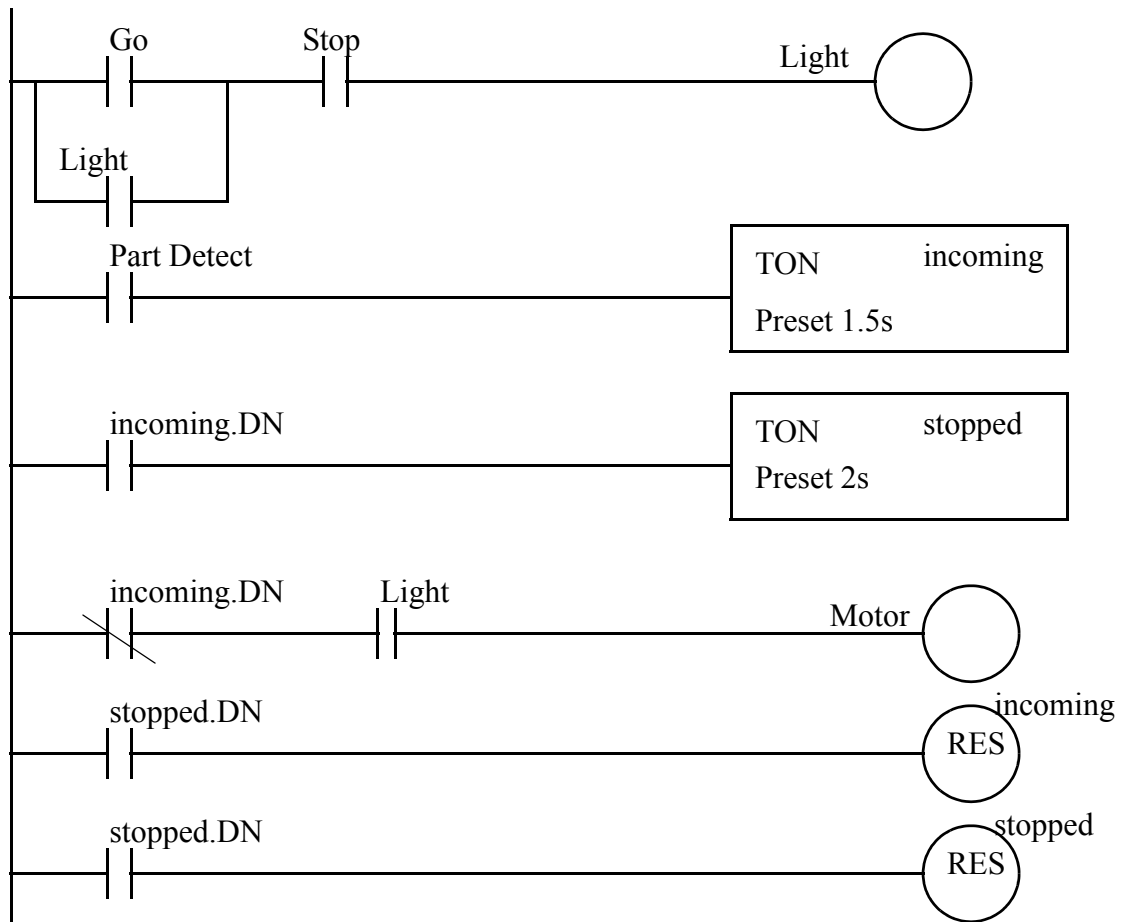 Go
Stop
Light
Light
Part Detect
TON incoming
Preset 1.5s
incoming.DN
TON stopped
Preset 2s
incoming.DN
Light
Motor
stopped.DN
incoming
RES
stopped.DN
stopped
RES